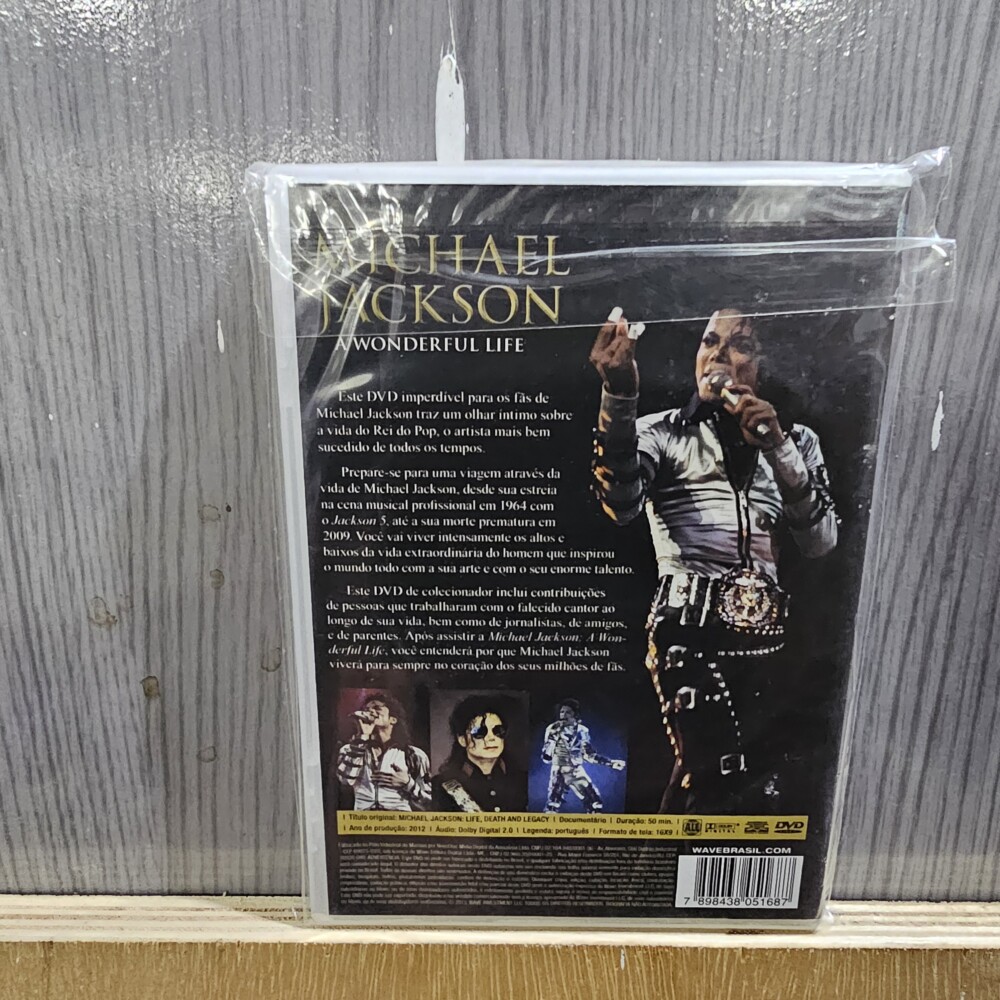 MICHAEL
JACKSON
A WONDERFUL LIFE
Este DVD imperdível para os fãs de
Michael Jackson traz um olhar íntimo sobre
a vida do Rei do Pop, o artista mais bem
sucedido de todos os tempos.
Prepare-se para uma viagem através da
vida de Michael Jackson, desde sua estreia
na cena musical profissional em 1964 com
o Jackson 5, até a sua morte prematura em
2009. Você vai viver intensamente os altos e
baixos da vida extraordinária do homem que inspirou
o mundo todo com a sua arte e com o seu enorme talento.
Este DVD de colecionador inclui contribuições
de pessoas que trabalharam com o falecido cantor ao
longo de sua vida, bem como de jornalistas, de amigos,
e de parentes. Após assistir a Michael Jackson: A Won-
derful Life, você entenderá por que Michael Jackson
viverá para sempre no coração dos seus milhões de fãs.
| Título original: MICHAEL JACKSON: LIFE, DEATH AND LEGACY | Documentário | Duração: 50 min. |
| Ano de produção: 2012 | Áudio: Dolby Digital 2.0 | Legenda: português | Formato de tela: 16X9 |
ALL
DIGITAL
DVD
WAVEBRASIL.COM
7 898438 051687